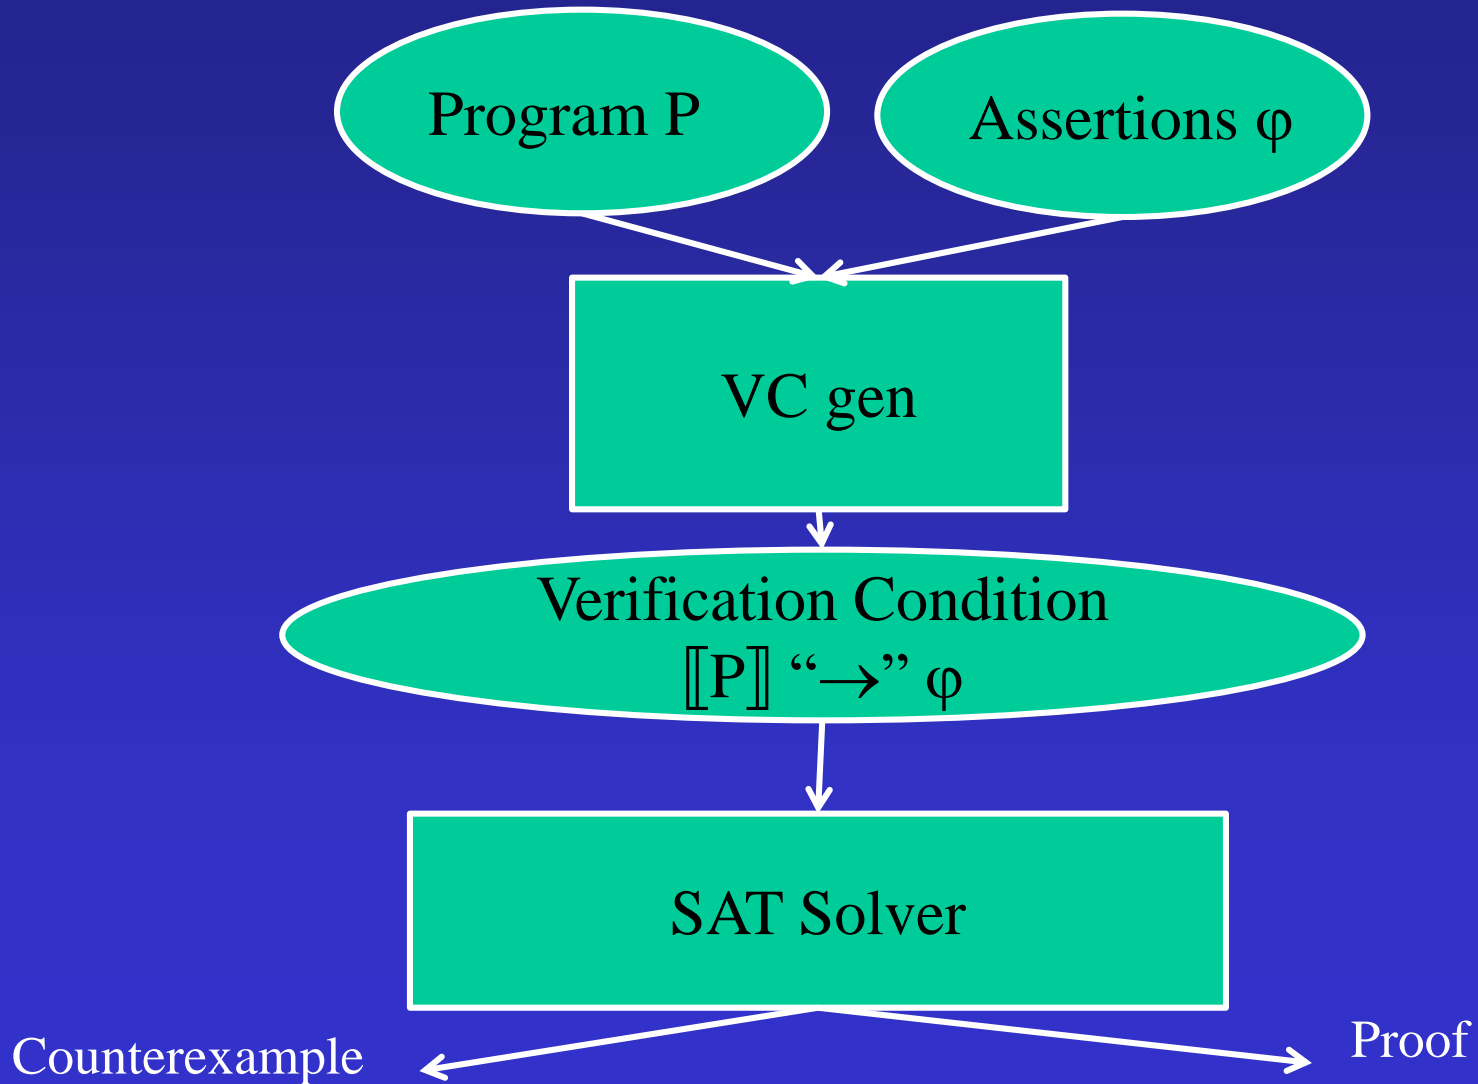 Program P
Assertions φ
VC gen
Verification Condition
⟦P⟧ “→” φ
SAT Solver
Counterexample
Proof